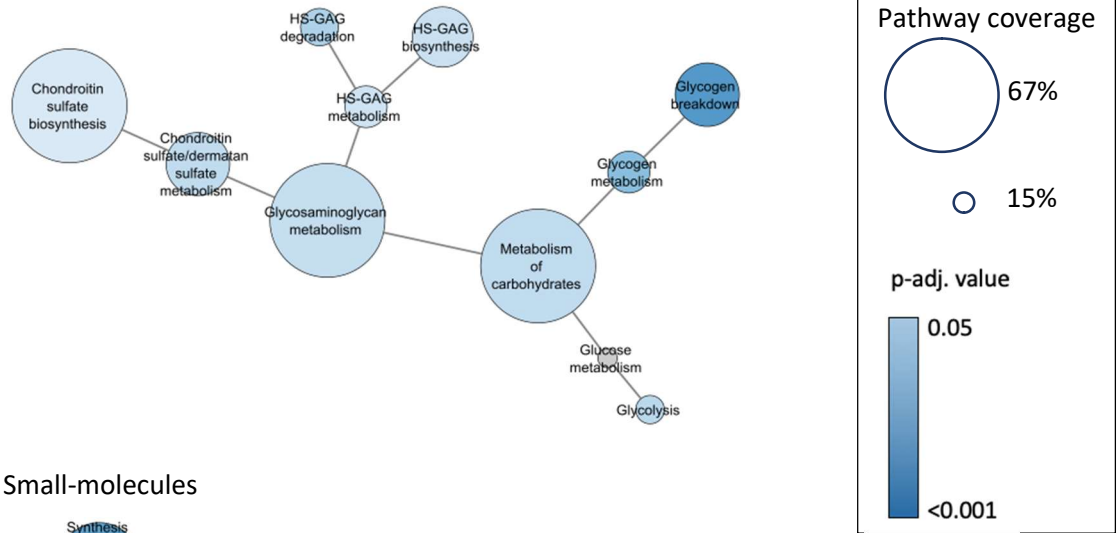 HS-GAG
degradation
HS-GAG
biosynthesis
Chondroitin
sulfate
biosynthesis
HS-GAG
metabolism
Glycogen
breakdown
Chondroitin
sulfate/dermatan
sulfate
metabolism
Glycogen
metabolism
Glycosaminoglycan
metabolism
Metabolism
of
carbohydrates
Glucose
metabolism
Glycolysis
Small-molecules
Synthesis
Pathway coverage
67%
15%
p-adj. value
0.05
<0.001